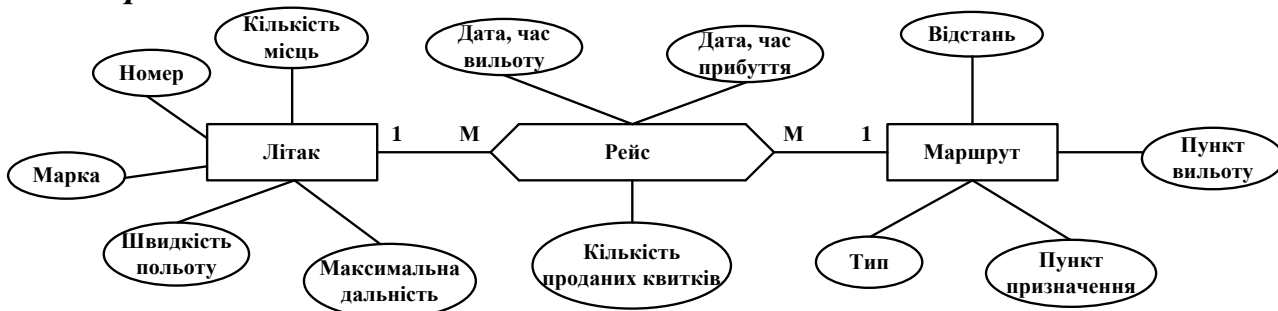 Кількість
місць
Номер
Марка
Швидкість
польоту
Максимальна
дальність
Літак
1
М
Дата, час
вильоту
Дата, час
прибуття
Рейс
Кількість
проданих квитків
М
1
Маршрут
Відстань
Пункт
вильоту
Тип
Пункт
призначення